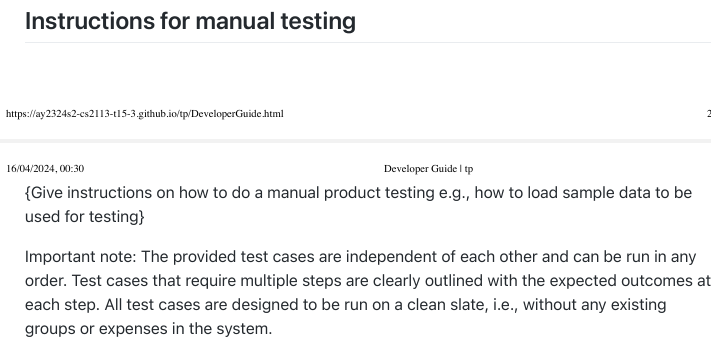 Instructions for manual testing
https://ay2324s2-cs2113-t15-3.github.io/tp/DeveloperGuide.html
2
16/04/2024, 00:30 Developer Guide | tp
{Give instructions on how to do a manual product testing e.g., how to load sample data to be
used for testing}
Important note: The provided test cases are independent of each other and can be run in any
order. Test cases that require multiple steps are clearly outlined with the expected outcomes at
each step. All test cases are designed to be run on a clean slate, i.e., without any existing
groups or expenses in the system.